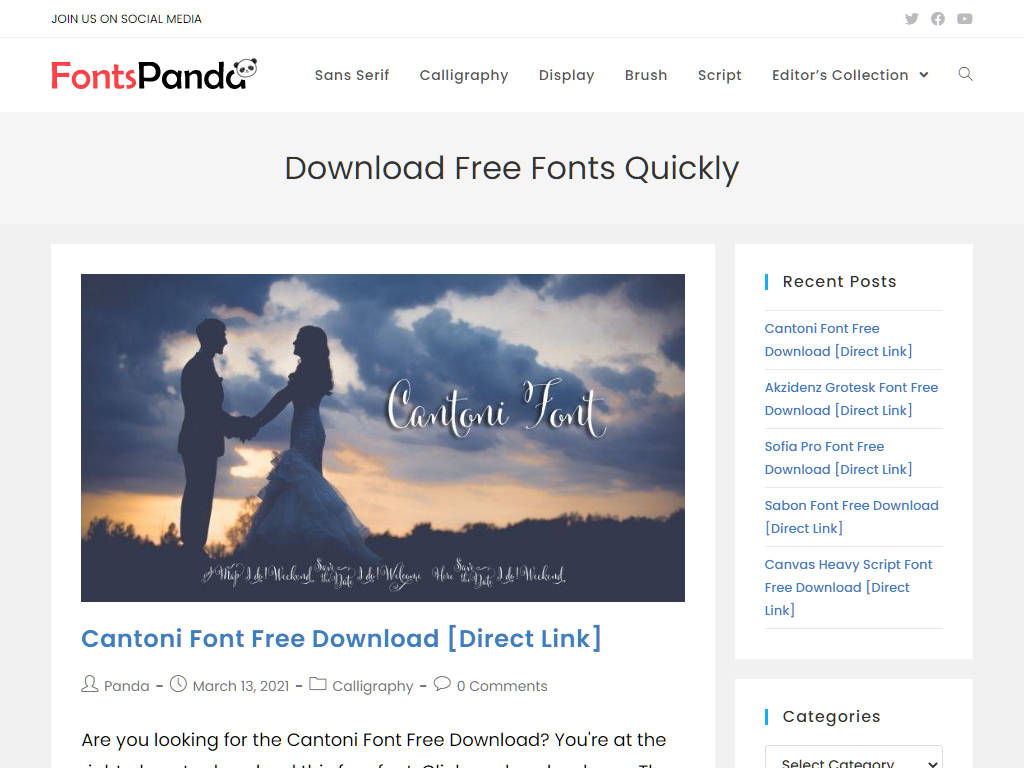 JOIN US ON SOCIAL MEDIA
FontsPanda
Sans Serif
Calligraphy
Display
Brush
Script
Editor's Collection
Download Free Fonts Quickly
Cantoni Font
Cantoni Font Free Download [Direct Link]
Panda - March 13, 2021 - Calligraphy - 0 Comments
Are you looking for the Cantoni Font Free Download? You're at the
Recent Posts
Cantoni Font Free
Download [Direct Link]
Akzidenz Grotesk Font Free
Download [Direct Link]
Sofia Pro Font Free
Download [Direct Link]
Sabon Font Free Download
[Direct Link]
Canvas Heavy Script Font
Free Download [Direct
Link]
Categories
Select Category